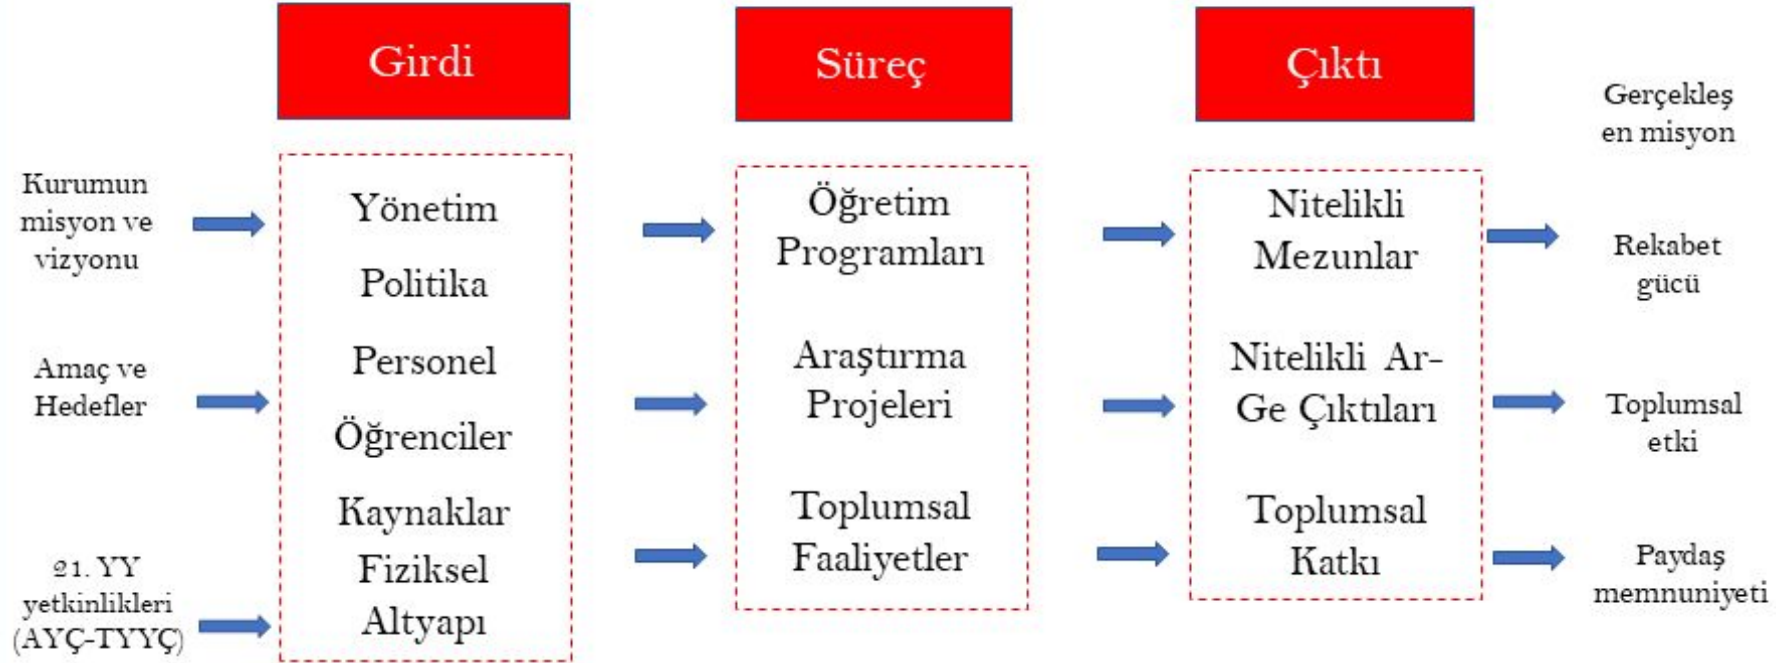 Girdi
Süreç
Çıktı
Kurumun
misyon ve
vizyonu
Amaç ve
Hedefler
21. YY
yetkinlikleri
(AYÇ-TYYÇ)
Yönetim
Politika
Personel
Öğrenciler
Kaynaklar
Fiziksel
Altyapı
Öğretim
Programları
Araştırma
Projeleri
Toplumsal
Faaliyetler
Nitelikli
Mezunlar
Nitelikli Ar-
Ge Çıktıları
Toplumsal
Katkı
Gerçekleş
en misyon
Rekabet
gücü
Toplumsal
etki
Paydaş
memnuniyeti